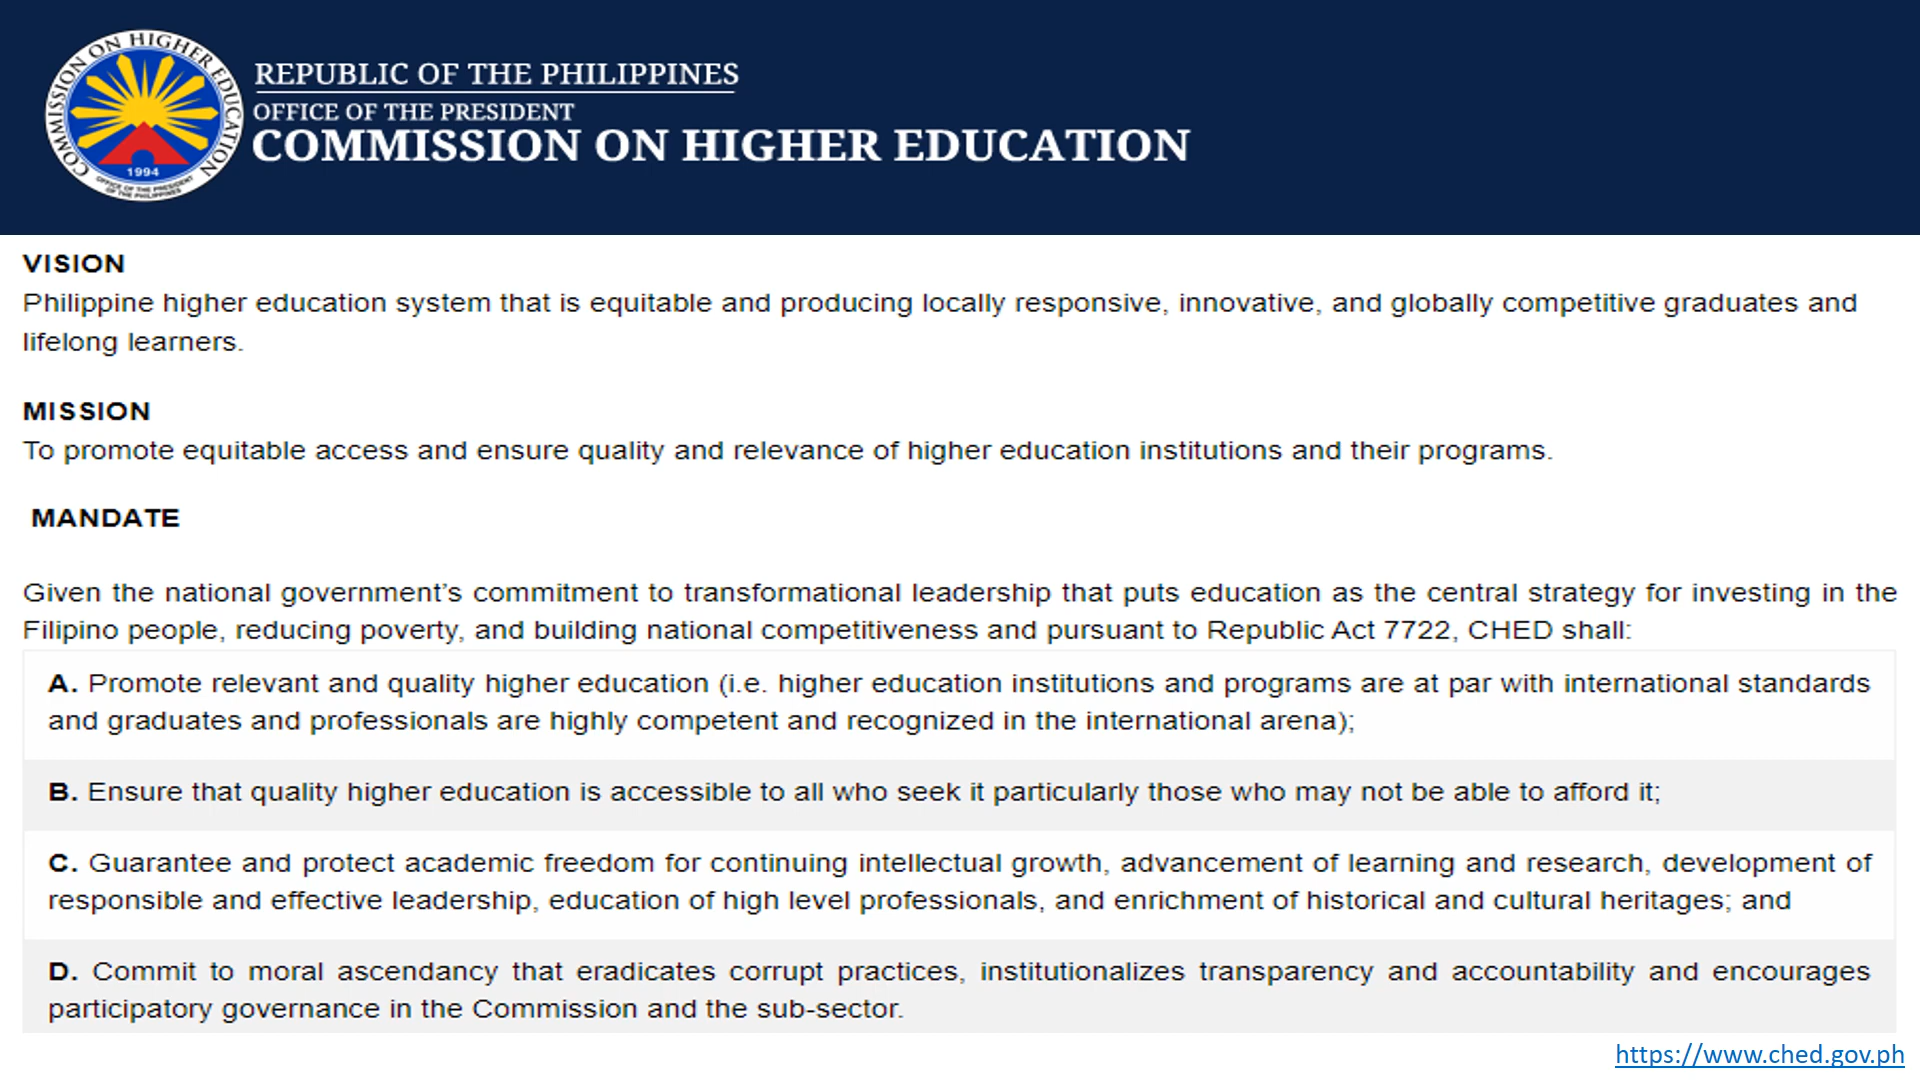 COMMISSION ON HIGHER EDUCATION
1994
OFFICE OF THE PRESIDENT
OF THE PHILIPPINES
REPUBLIC OF THE PHILIPPINES
OFFICE OF THE PRESIDENT
COMMISSION ON HIGHER EDUCATION
VISION
Philippine higher education system that is equitable and producing locally responsive, innovative, and globally competitive graduates and
lifelong learners.
MISSION
To promote equitable access and ensure quality and relevance of higher education institutions and their programs.
MANDATE
Given the national government’s commitment to transformational leadership that puts education as the central strategy for investing in the
Filipino people, reducing poverty, and building national competitiveness and pursuant to Republic Act 7722, CHED shall:
A. Promote relevant and quality higher education (i.e. higher education institutions and programs are at par with international standards
and graduates and professionals are highly competent and recognized in the international arena);
B. Ensure that quality higher education is accessible to all who seek it particularly those who may not be able to afford it;
C. Guarantee and protect academic freedom for continuing intellectual growth, advancement of learning and research, development of
responsible and effective leadership, education of high level professionals, and enrichment of historical and cultural heritages; and
D. Commit to moral ascendancy that eradicates corrupt practices, institutionalizes transparency and accountability and encourages
participatory governance in the Commission and the sub-sector.
https://www.ched.gov.ph